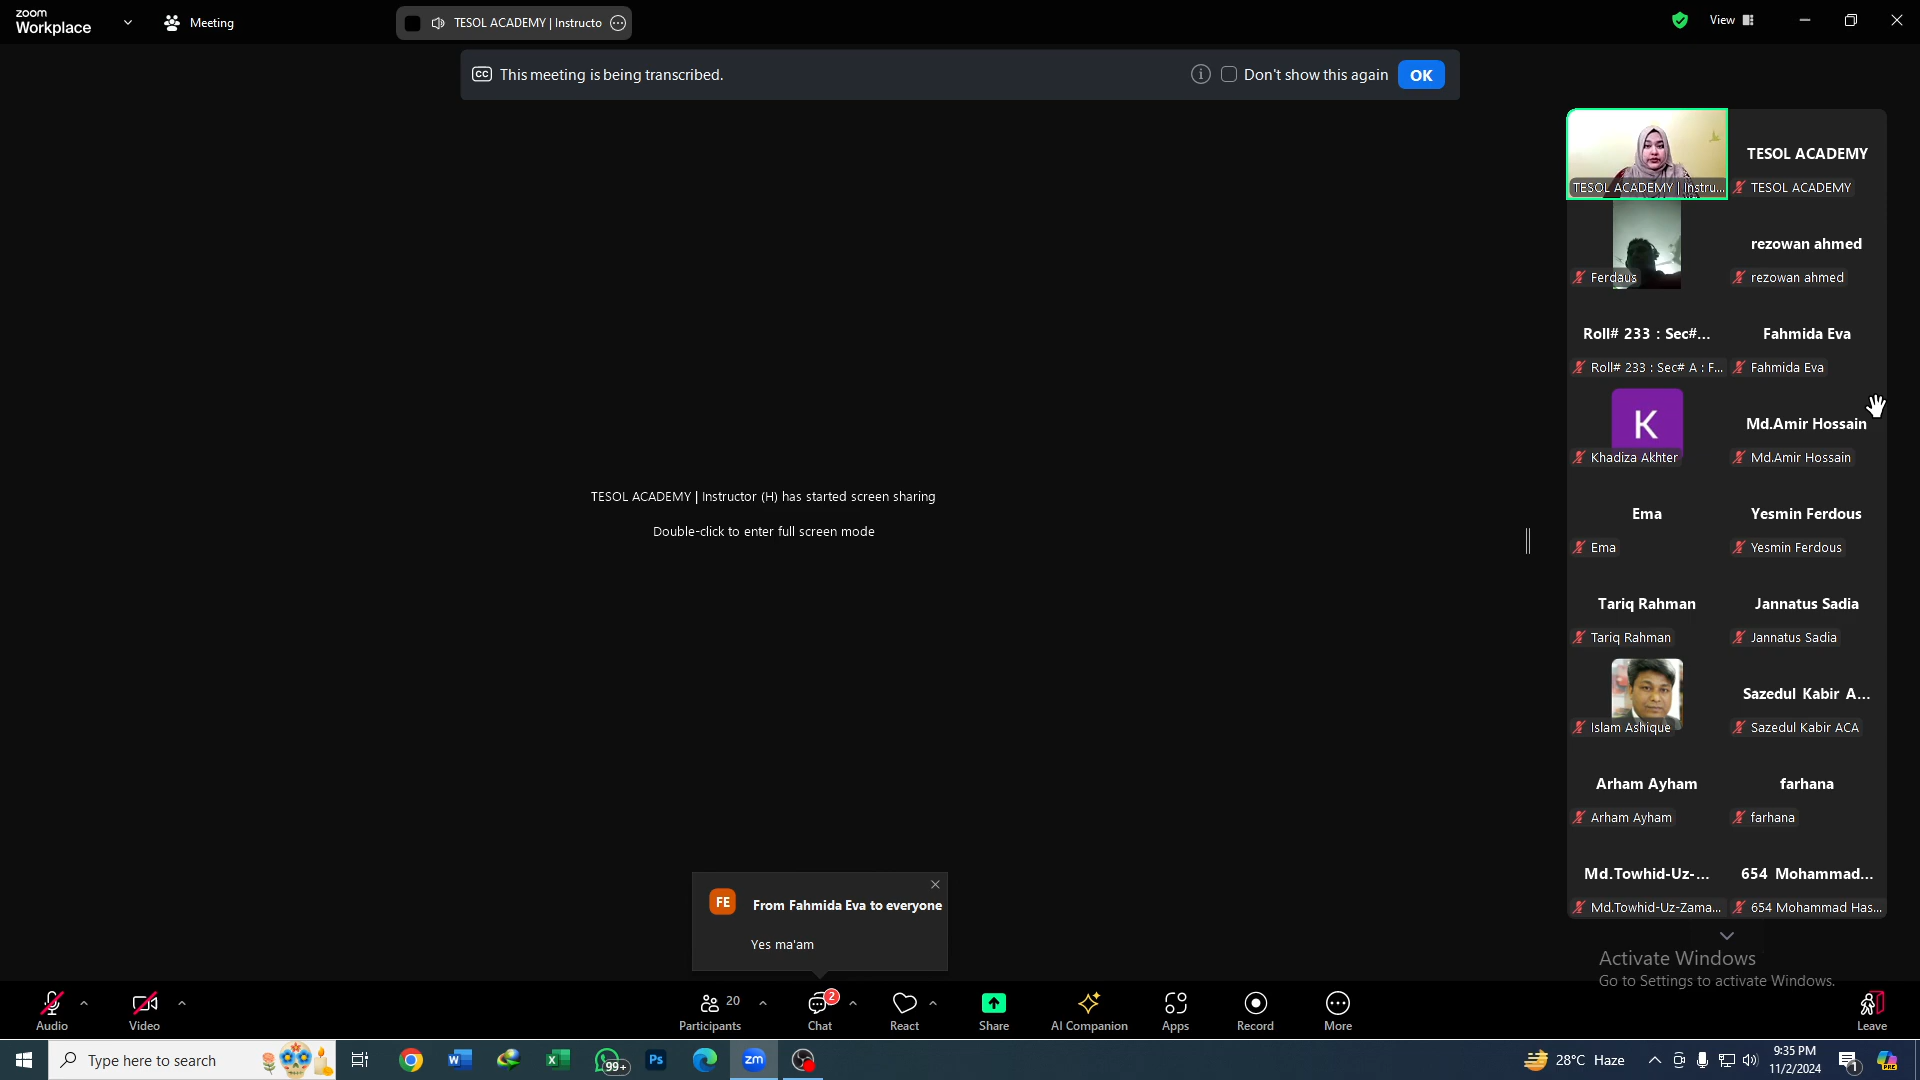 zoom
Workplace
Meeting
TESOL ACADEMY | Instructo
View
CC This meeting is being transcribed.
Don't show this again
OK
TESOL ACADEMY | Instru...
TESOL ACADEMY
TESOL ACADEMY
Ferdaus
rezowan ahmed
rezowan ahmed
Roll# 233 : Sec#...
Roll# 233 : Sec# A : F...
Fahmida Eva
Fahmida Eva
K
Khadiza Akhter
Md.Amir Hossain
Md.Amir Hossain
Ema
Ema
Yesmin Ferdous
Yesmin Ferdous
Tariq Rahman
Tariq Rahman
Jannatus Sadia
Jannatus Sadia
Islam Ashique
Sazedul Kabir A...
Sazedul Kabir ACA
Arham Ayham
Arham Ayham
farhana
farhana
Md.Towhid-Uz-...
Md.Towhid-Uz-Zama...
654 Mohammad...
654 Mohammad Has...
TESOL ACADEMY | Instructor (H) has started screen sharing
Double-click to enter full screen mode
FE
From Fahmida Eva to everyone
Yes ma'am
Activate Windows
Go to Settings to activate Windows.
Audio
Video
20
Participants
2
Chat
React
Share
AI Companion
Apps
Record
More
Leave
Type here to search
99+
Ps
zm
28°C Haze
9:35 PM
11/2/2024
1
PRE